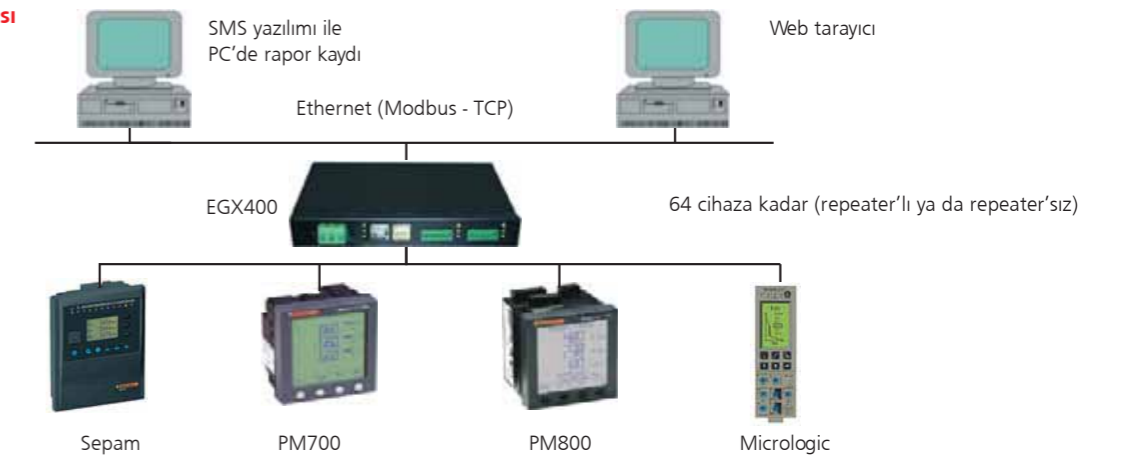 sı
SMS yazılımı ile
PC'de rapor kaydı
Web tarayıcı
Ethernet (Modbus - TCP)
EGX400
64 cihaza kadar (repeater'lı ya da repeater'sız)
Sepam
PM700
PM800
Micrologic